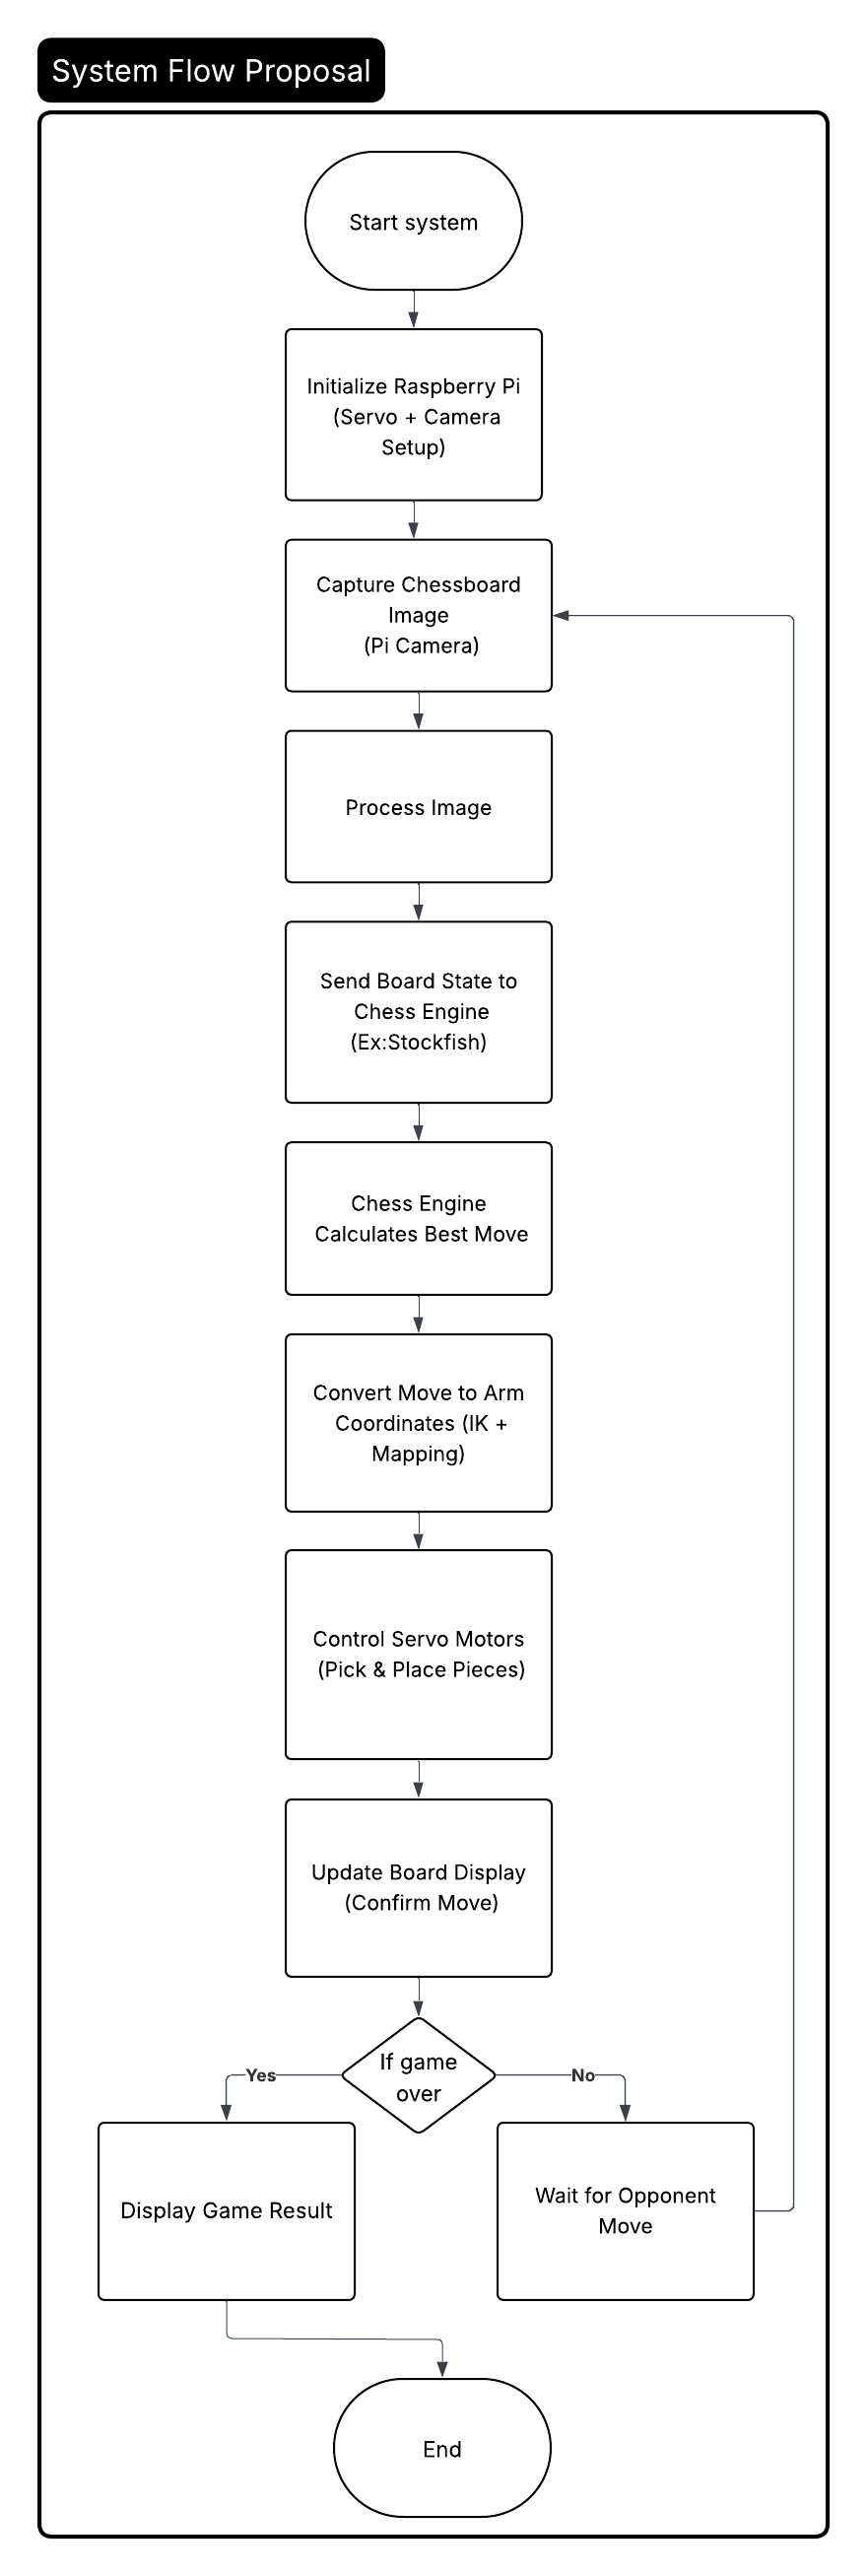 System Flow Proposal
Start system
Initialize Raspberry Pi
(Servo + Camera
Setup)
Capture Chessboard
Image
(Pi Camera)
Process Image
Send Board State to
Chess Engine
(Ex:Stockfish)
Chess Engine
Calculates Best Move
Convert Move to Arm
Coordinates (IK +
Mapping)
Control Servo Motors
(Pick & Place Pieces)
Update Board Display
(Confirm Move)
If game
over
Yes
No
Display Game Result
Wait for Opponent
Move
End